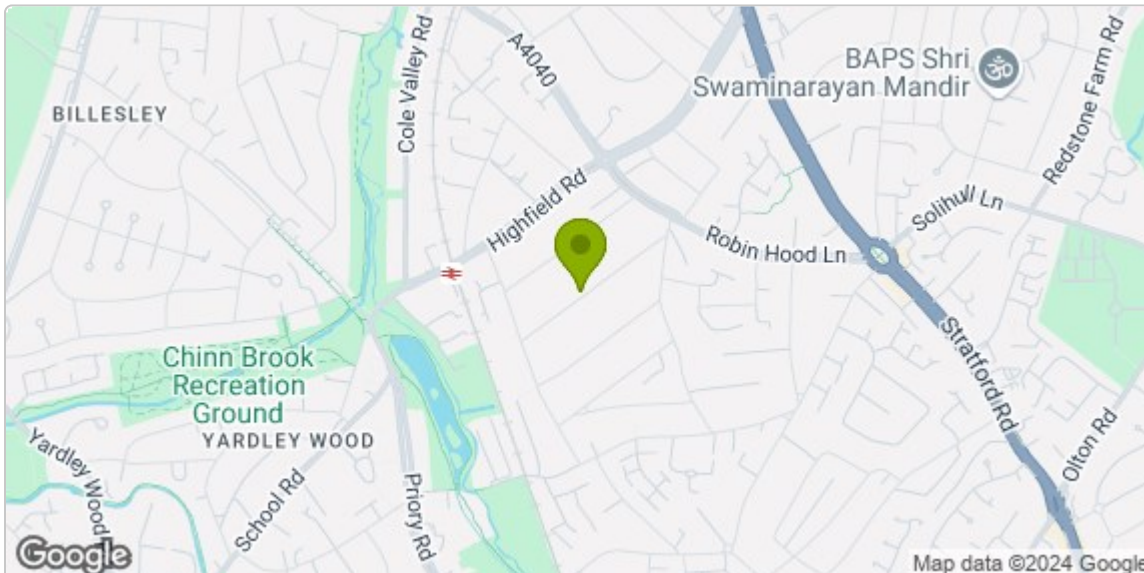 BILLESLEY
Cole Valley Rd
A4040
BAPS Shri
Swaminarayan Mandir
Redstone Farm Rd
Highfield Rd
Solihull Ln
Robin Hood Ln
Chinn Brook
Recreation
Ground
YARDLEY WOOD
Stratford Rd
Olton Rd
Yardley Wood
School Rd
Priory Rd
Google
Map data ©2024 Google